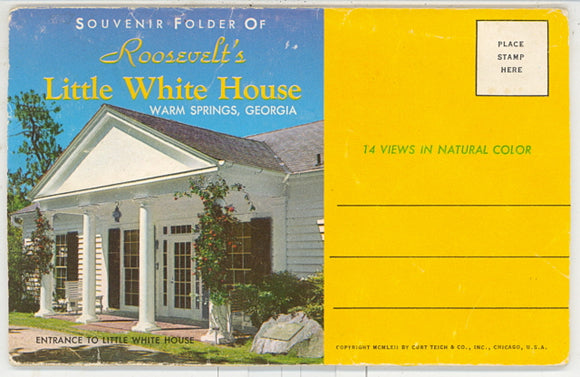 SOUVENIR FOLDER OF
Roosevelt's
Little White House
WARM SPRINGS, GEORGIA
ENTRANCE TO LITTLE WHITE HOUSE
PLACE
STAMP
HERE
14 VIEWS IN NATURAL COLOR
COPYRIGHT MCMLII BY CURT TEICH & CO., INC., CHICAGO, U.S.A.